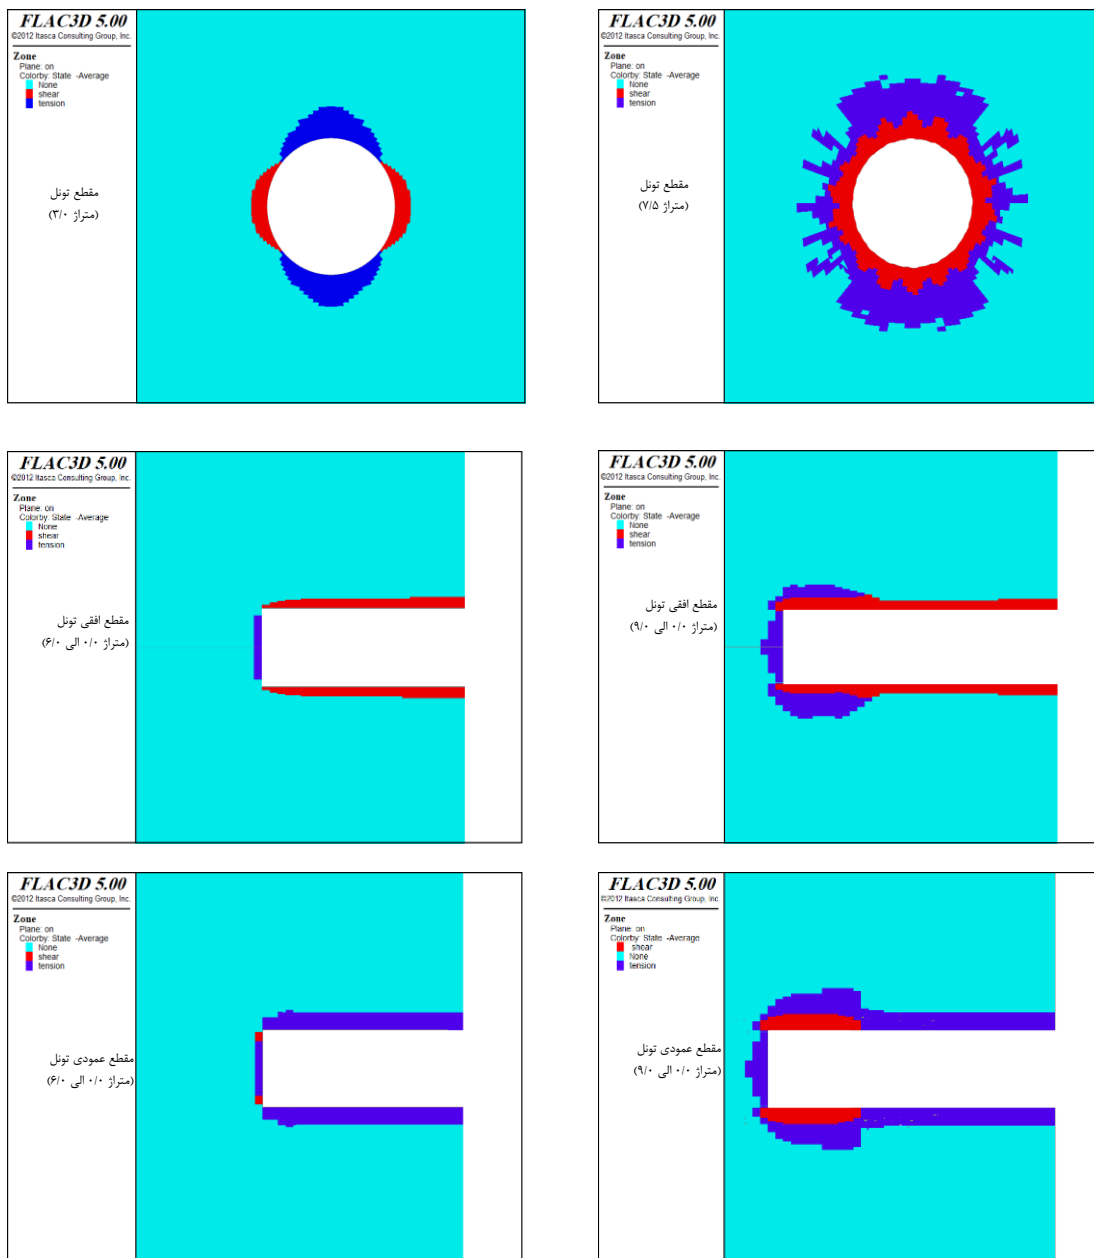 FLAC3D 5.00
©2012 Itasca Consulting Group, Inc.
Zone
Plane: on
Colorby: State -Average
None
shear
tension
مقطع تونل
(متراژ ۳/۰)
FLAC3D 5.00
©2012 Itasca Consulting Group, Inc.
Zone
Plane: on
Colorby: State -Average
None
shear
tension
مقطع تونل
(متراژ ۷/۵)
FLAC3D 5.00
©2012 Itasca Consulting Group, Inc.
Zone
Plane: on
Colorby: State -Average
None
shear
tension
مقطع افقی تونل
(متراژ ۰/۰ الی ۶/۰)
FLAC3D 5.00
©2012 Itasca Consulting Group, Inc.
Zone
Plane: on
Colorby: State -Average
None
shear
tension
مقطع افقی تونل
(متراژ ۰/۰ الی ۹/۰)
FLAC3D 5.00
©2012 Itasca Consulting Group, Inc.
Zone
Plane: on
Colorby: State -Average
None
shear
tension
مقطع عمودی تونل
(متراژ ۰/۰ الی ۶/۰)
FLAC3D 5.00
©2012 Itasca Consulting Group, Inc.
Zone
Plane: on
Colorby: State -Average
shear
None
tension
مقطع عمودی تونل
(متراژ ۰/۰ الی ۹/۰)